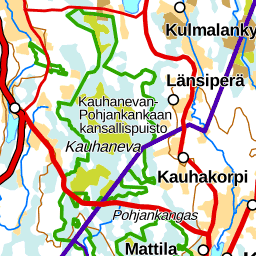 Kulmalanky
Länsiperä
Kauhanevan-
Pohjankankaan
kansallispuisto
Kauhaneva
Kauhakorpi
Pohjankangas
Mattila